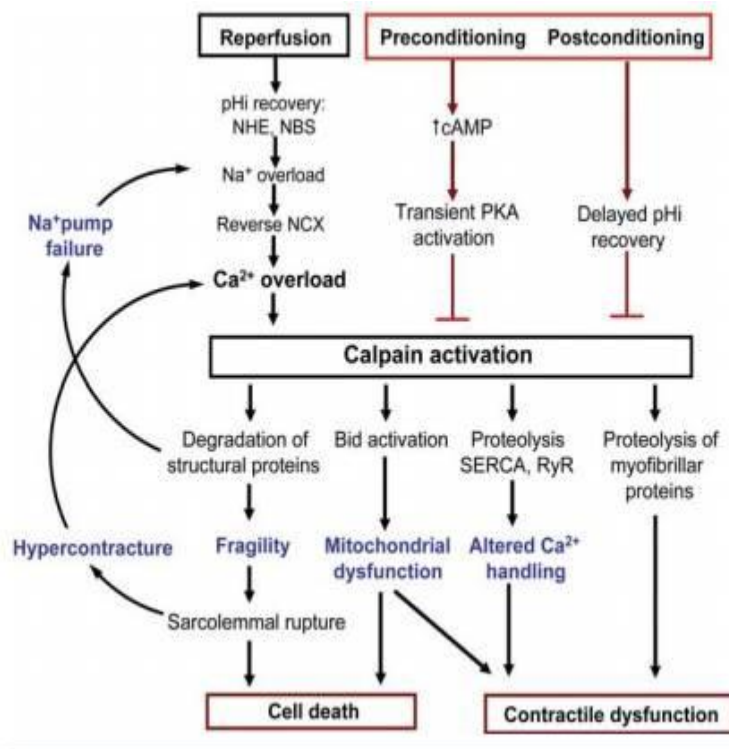 Reperfusion
Preconditioning Postconditioning
pHi recovery:
NHE, NBS
↑cAMP
Na⁺ overload
Na⁺pump
failure
Reverse NCX
Transient PKA
activation
Delayed pHi
recovery
Ca²⁺ overload
Calpain activation
Degradation of
structural proteins
Bid activation
Proteolysis
SERCA, RyR
Proteolysis of
myofibrillar
proteins
Hypercontracture
Fragility
Mitochondrial
dysfunction
Altered Ca²⁺
handling
Sarcolemmal rupture
Cell death
Contractile dysfunction